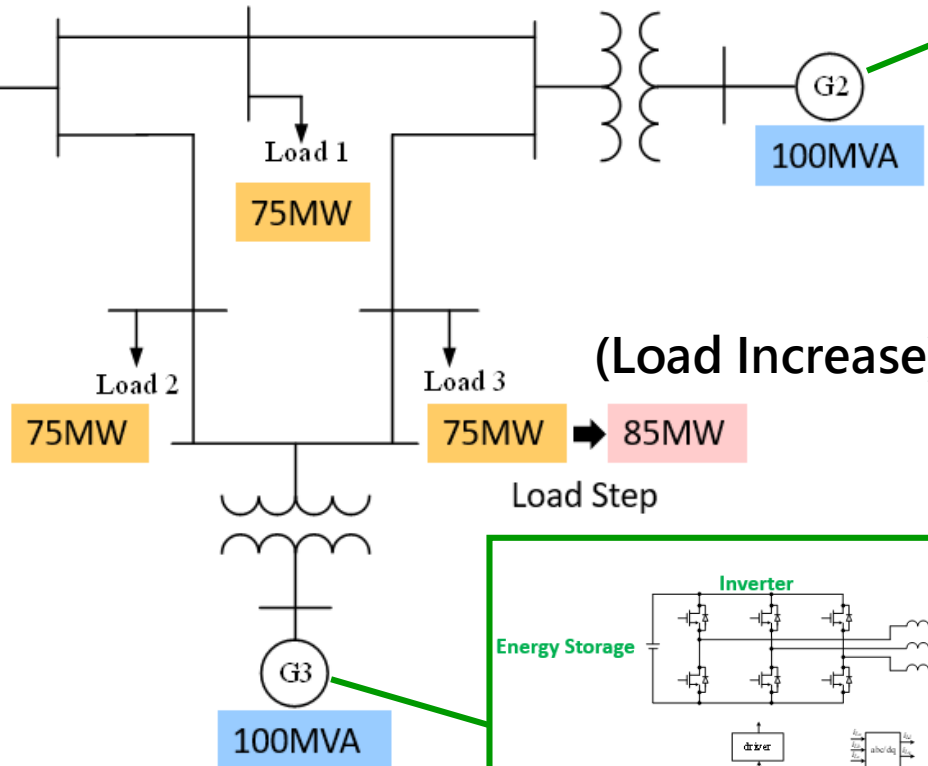 G2
100MVA
Load 1
75MW
(Load Increase
Load 2
Load 3
75MW
75MW
85MW
Load Step
Inverter
Energy Storage
G3
100MVA
driver
abc/dq